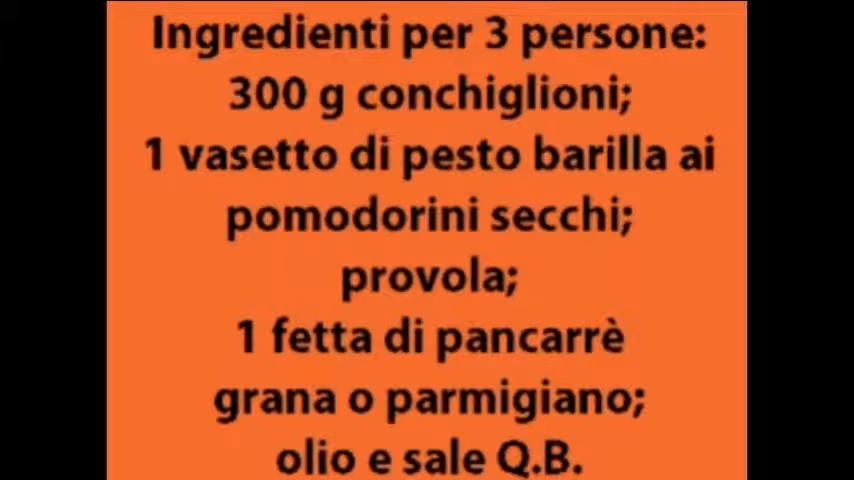 Ingredienti per 3 persone:
300 g conchiglioni;
1 vasetto di pesto barilla ai
pomodorini secchi;
provola;
1 fetta di pancarrè
grana o parmigiano;
olio e sale Q.B.